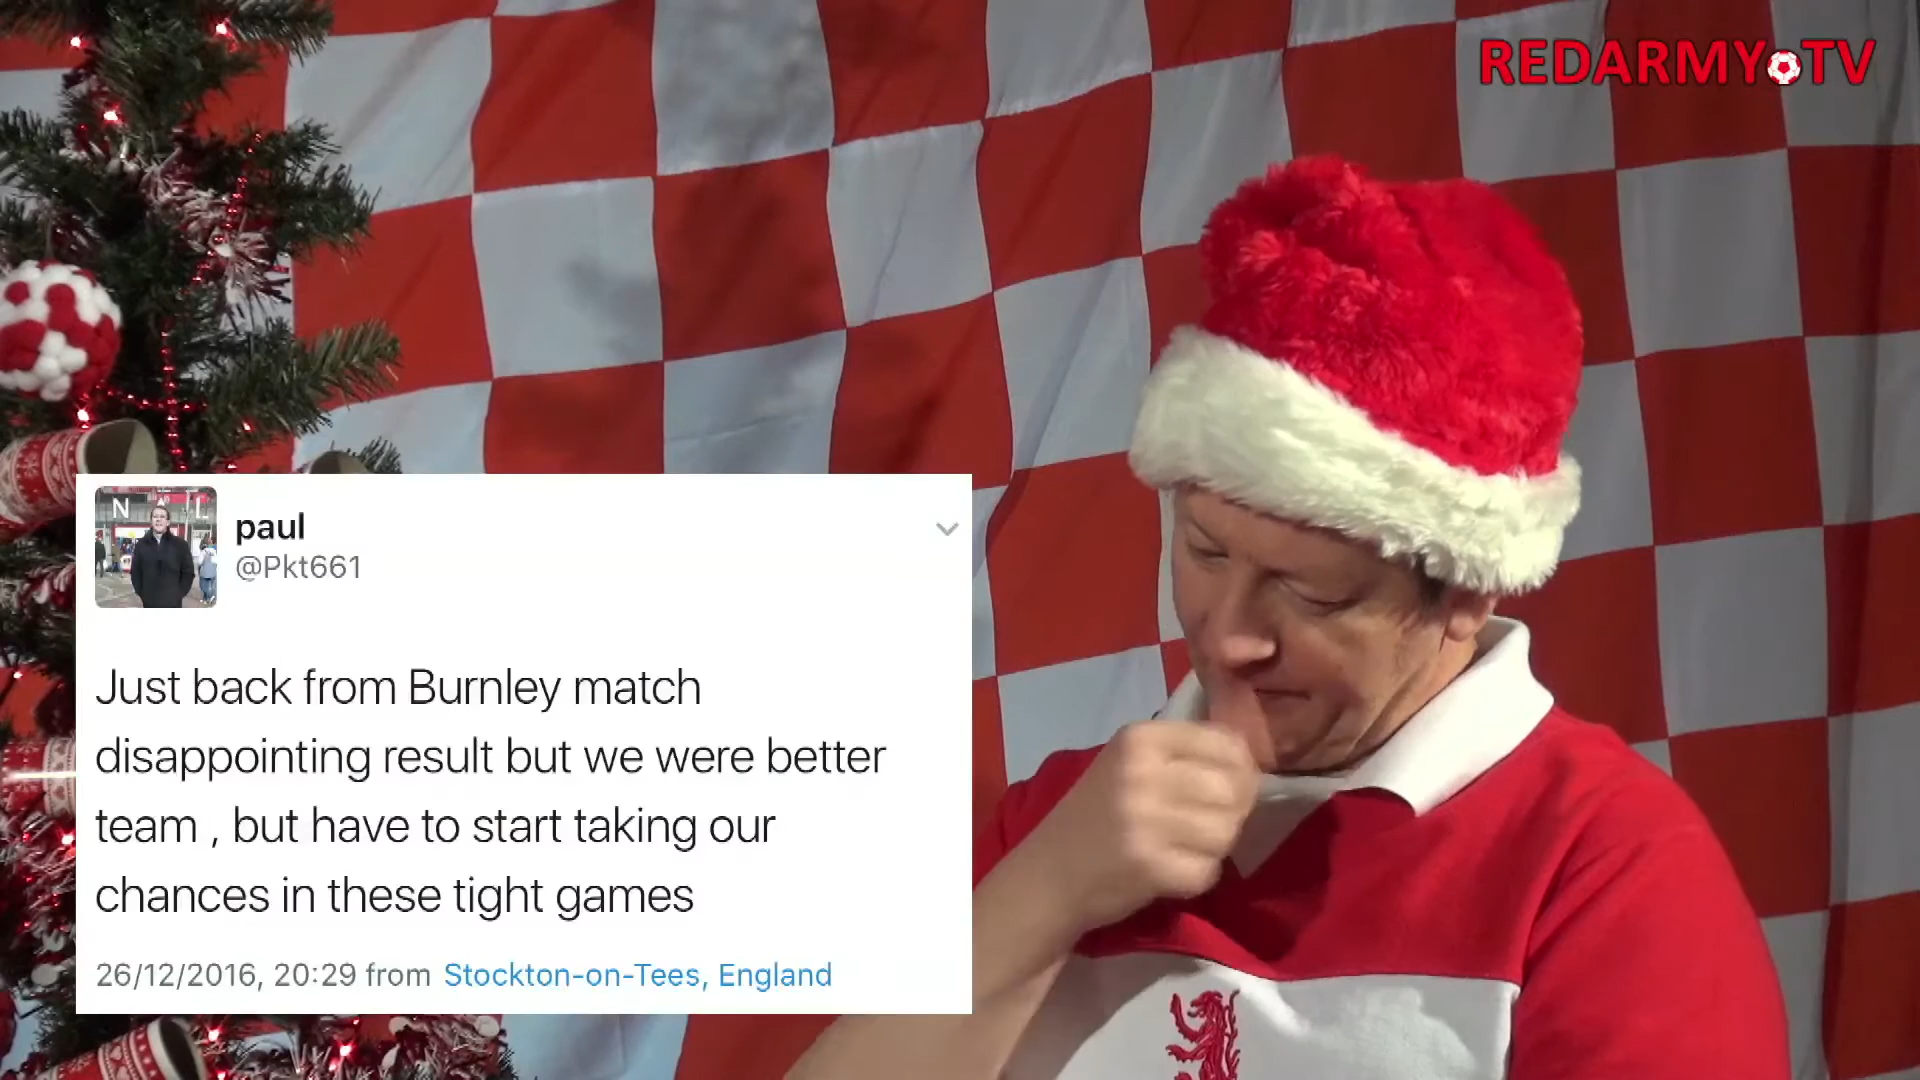 REDARMY TV
N A L
paul
@Pkt661
Just back from Burnley match
disappointing result but we were better
team , but have to start taking our
chances in these tight games
26/12/2016, 20:29 from Stockton-on-Tees, England